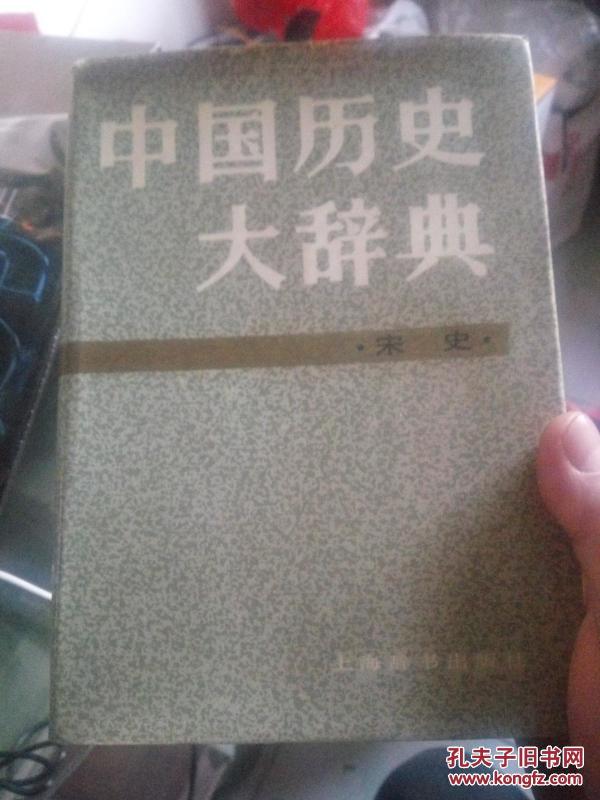 中国历史
大辞典
·宋 史·
上海辞书出版社
孔夫子旧书网
www.kongfz.com